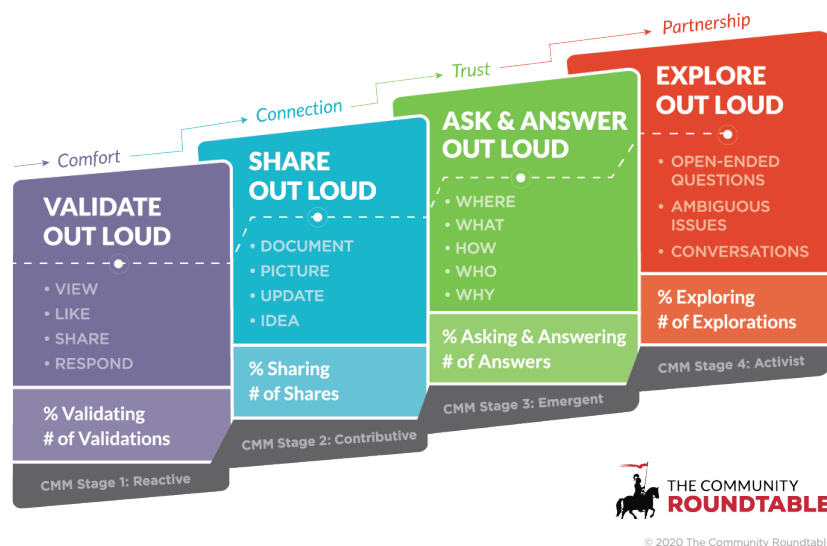 Comfort
Connection
Trust
Partnership
VALIDATE
OUT LOUD
• VIEW
• LIKE
• SHARE
• RESPOND
% Validating
# of Validations
CMM Stage 1: Reactive
SHARE
OUT LOUD
• DOCUMENT
• PICTURE
• UPDATE
• IDEA
% Sharing
# of Shares
CMM Stage 2: Contributive
ASK & ANSWER
OUT LOUD
• WHERE
• WHAT
• HOW
• WHO
• WHY
% Asking & Answering
# of Answers
CMM Stage 3: Emergent
EXPLORE
OUT LOUD
• OPEN-ENDED
QUESTIONS
• AMBIGUOUS
ISSUES
• CONVERSATIONS
% Exploring
# of Explorations
CMM Stage 4: Activist
THE COMMUNITY
ROUNDTABLE
© 2020 The Community Roundtabl